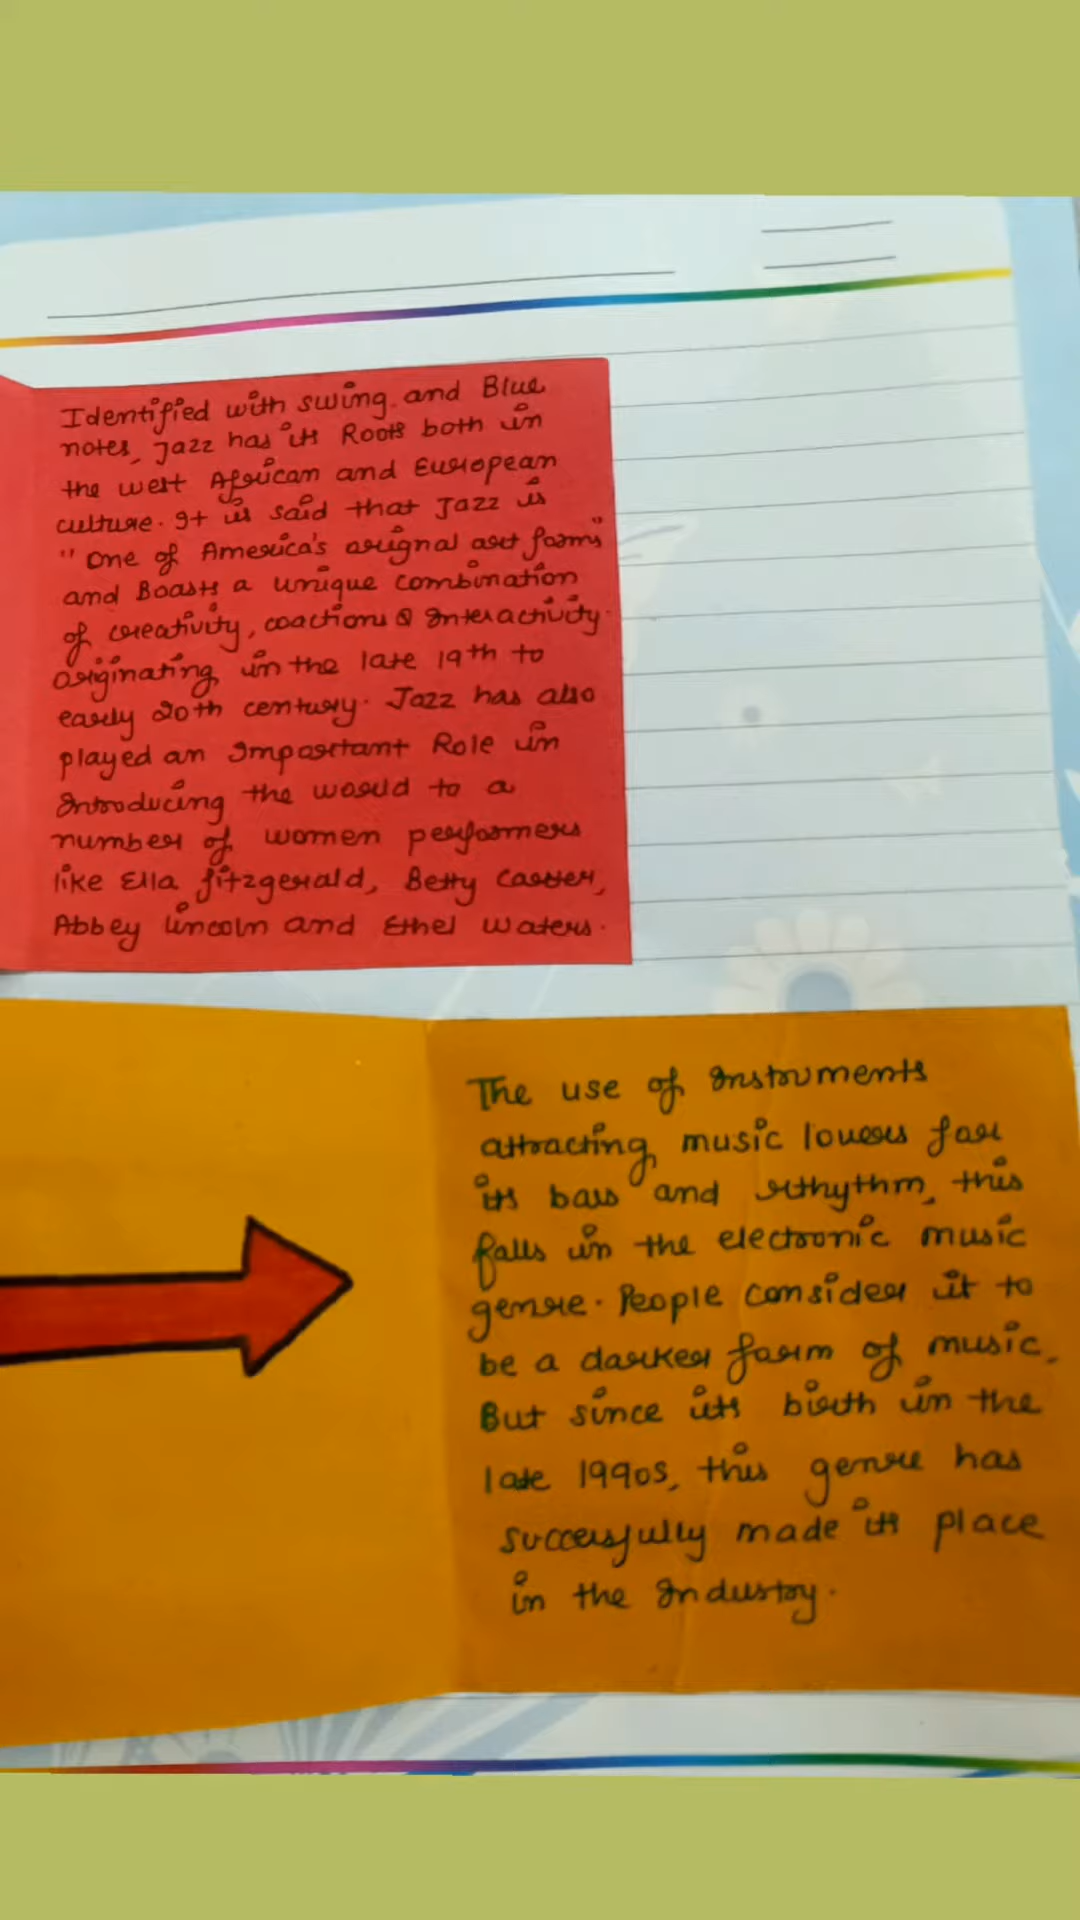 Identified with swing and Blue
notes, Jazz has its Roots both in
the west African and European
culture. It is said that Jazz is
"One of America's orignal art forms"
and Boasts a unique combination
of creativity, coactions & Interactivity.
Originating in the late 19th to
early 20th century. Jazz has also
played an Important Role in
Introducing the world to a
number of women performers
like Ella fitzgerald, Betty Carter,
Abbey lincoln and Ethel Waters.
The use of Instruments
attracting music lovers for
its bass and rhythm, this
falls in the electronic music
genre. People consider it to
be a darker form of music.
But since its birth in the
late 1990s, this genre has
successfully made its place
in the Industry.